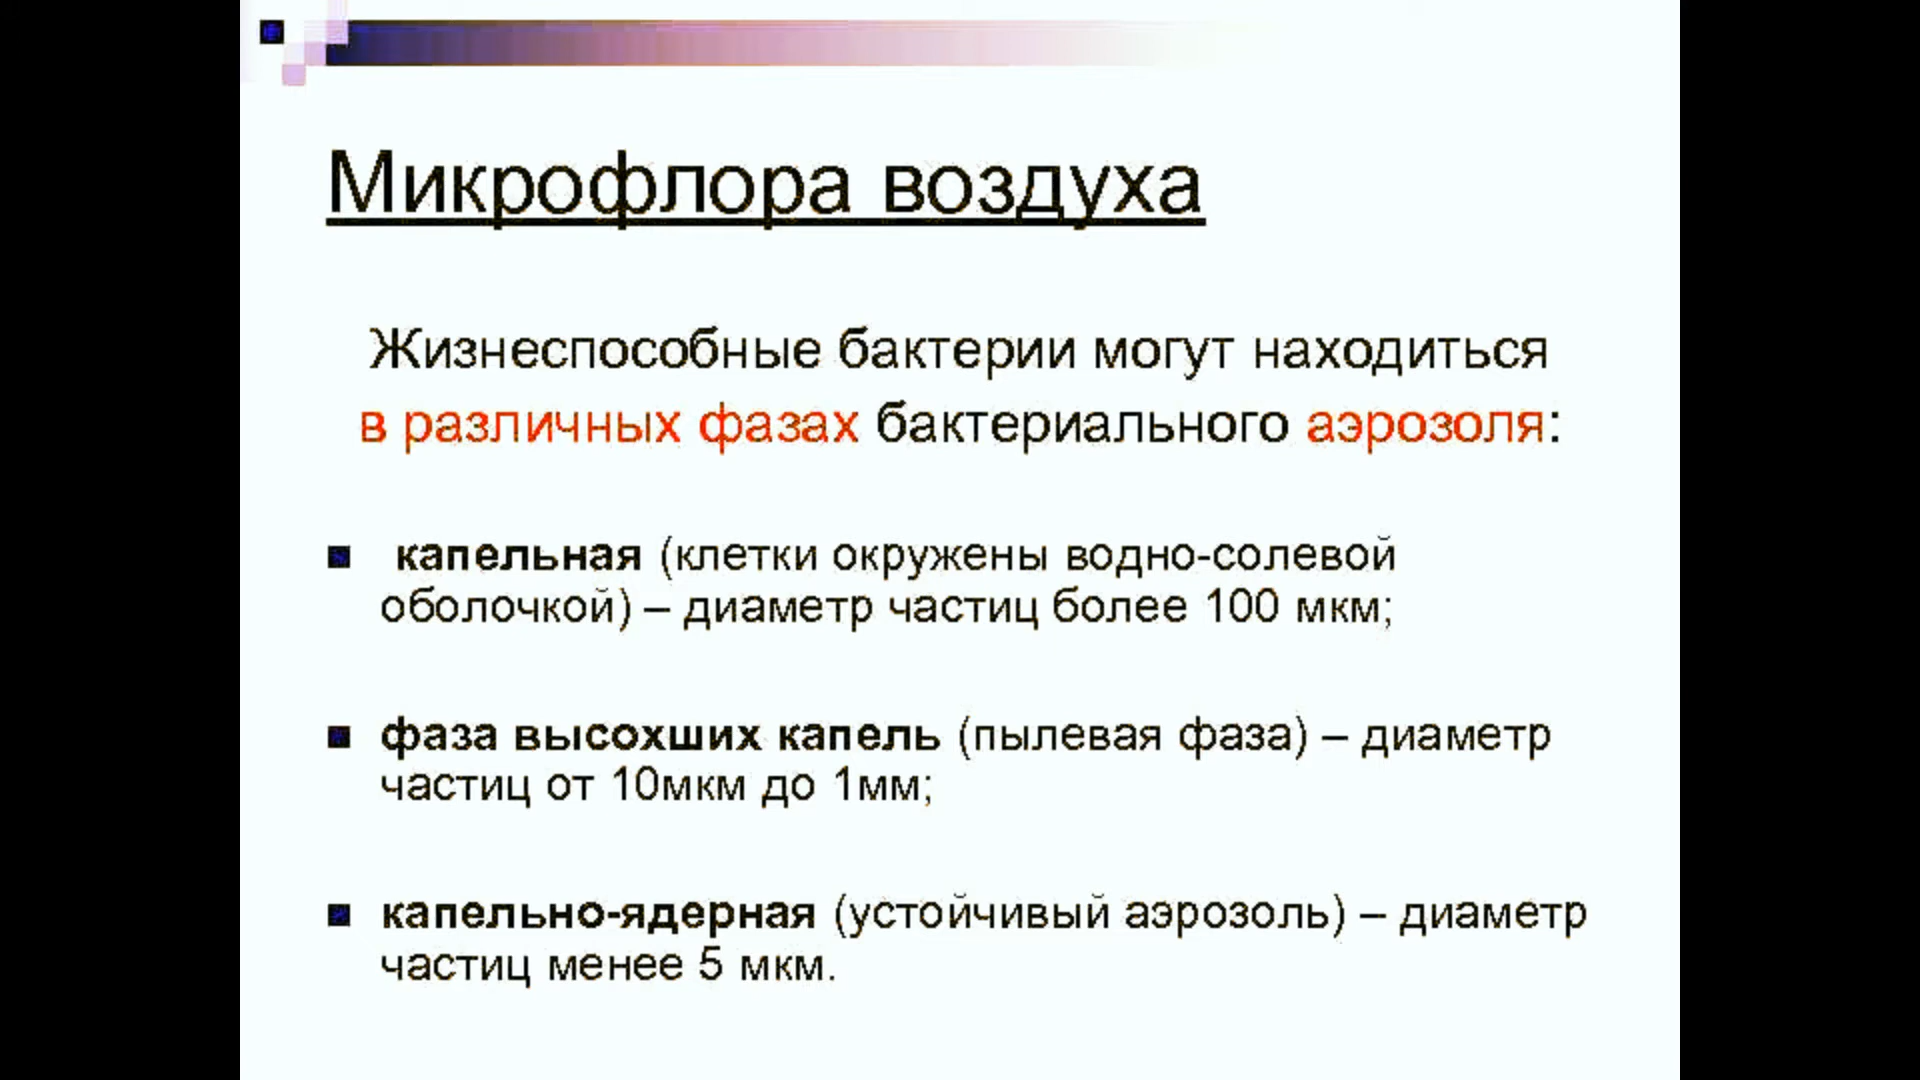 Микрофлора воздуха
Жизнеспособные бактерии могут находиться
в различных фазах бактериального аэрозоля:
капельная (клетки окружены водно-солевой
оболочкой) – диаметр частиц более 100 мкм;
фаза высохших капель (пылевая фаза) – диаметр
частиц от 10мкм до 1мм;
капельно-ядерная (устойчивый аэрозоль) – диаметр
частиц менее 5 мкм.